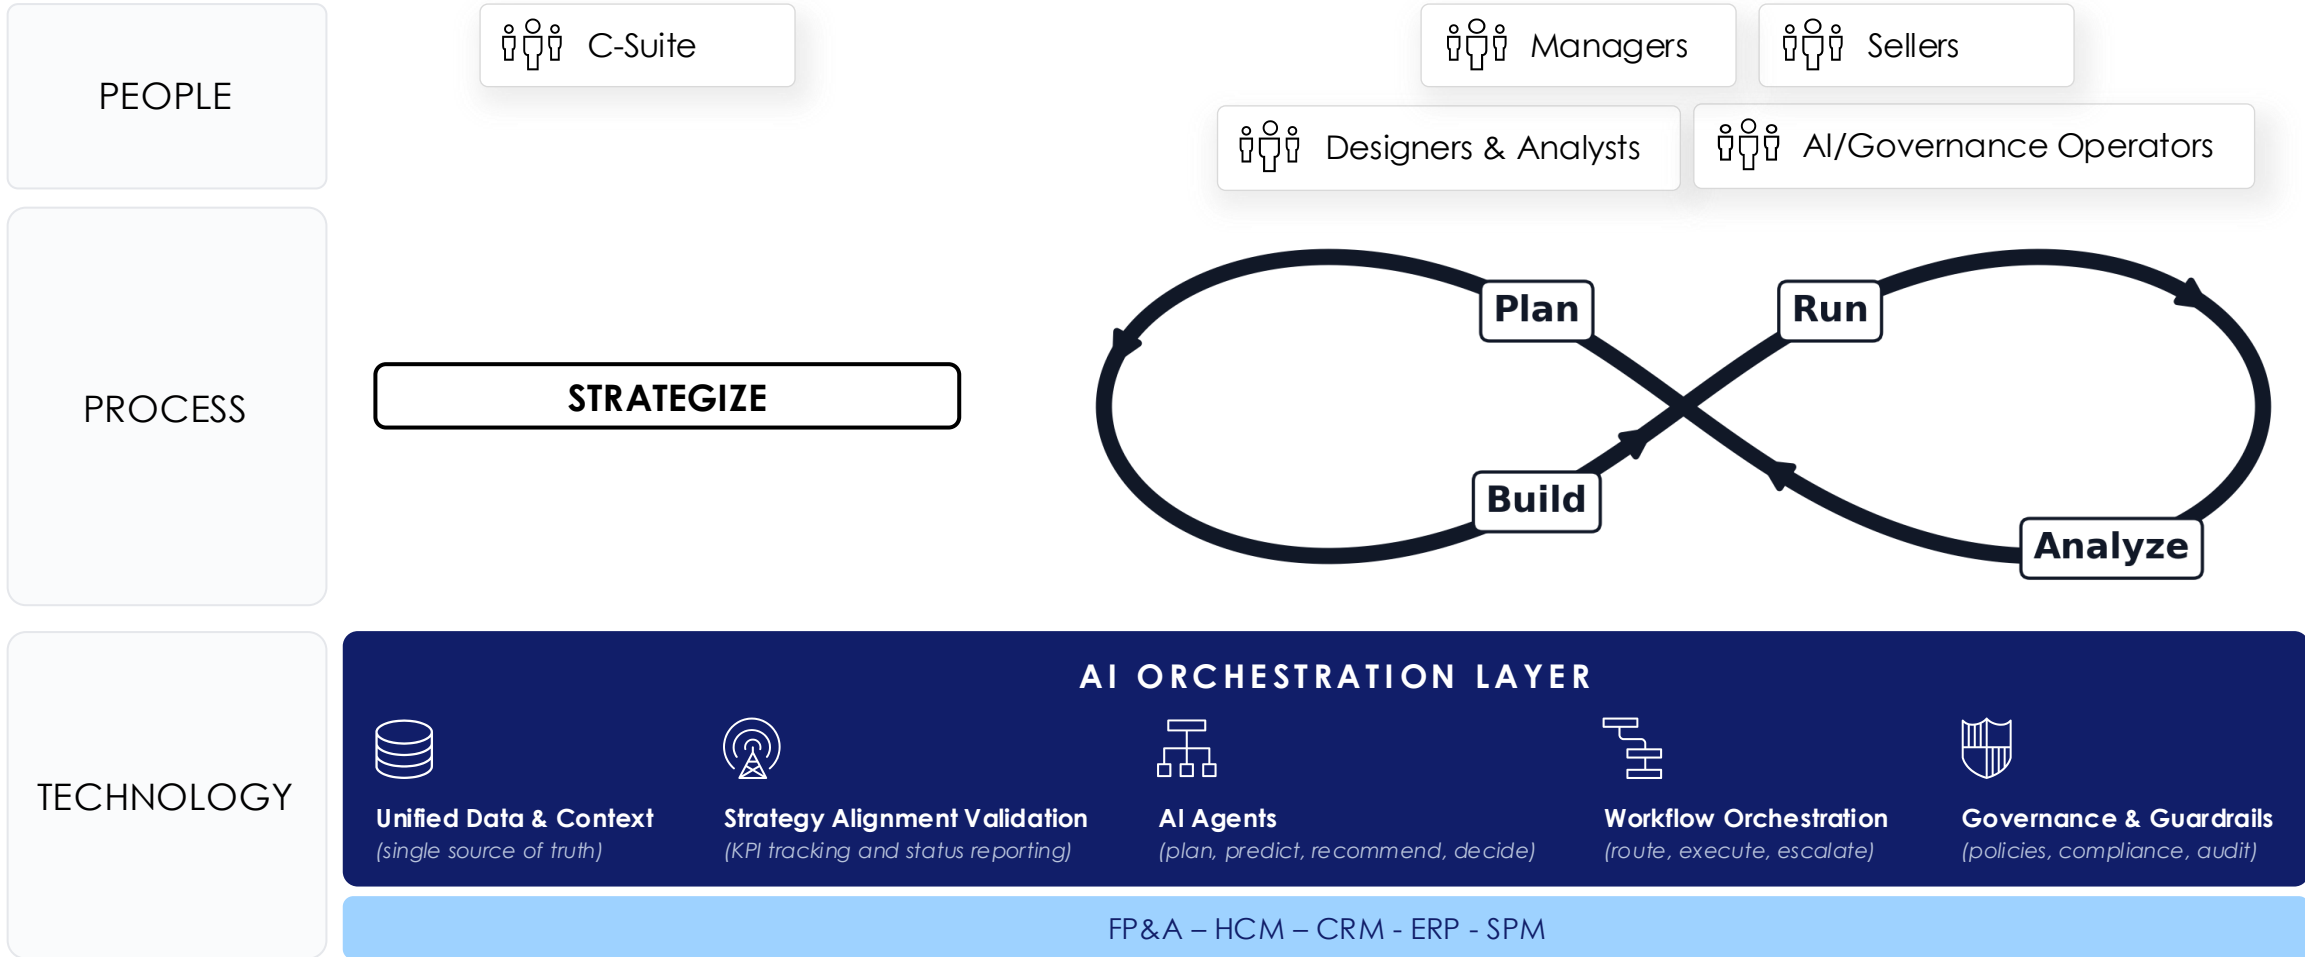 PEOPLE
C-Suite
Managers
Sellers
Designers & Analysts
AI/Governance Operators
PROCESS
STRATEGIZE
Plan
Run
Build
Analyze
TECHNOLOGY
AI ORCHESTRATION LAYER
Unified Data & Context
(single source of truth)
Strategy Alignment Validation
(KPI tracking and status reporting)
AI Agents
(plan, predict, recommend, decide)
Workflow Orchestration
(route, execute, escalate)
Governance & Guardrails
(policies, compliance, audit)
FP&A – HCM – CRM - ERP - SPM